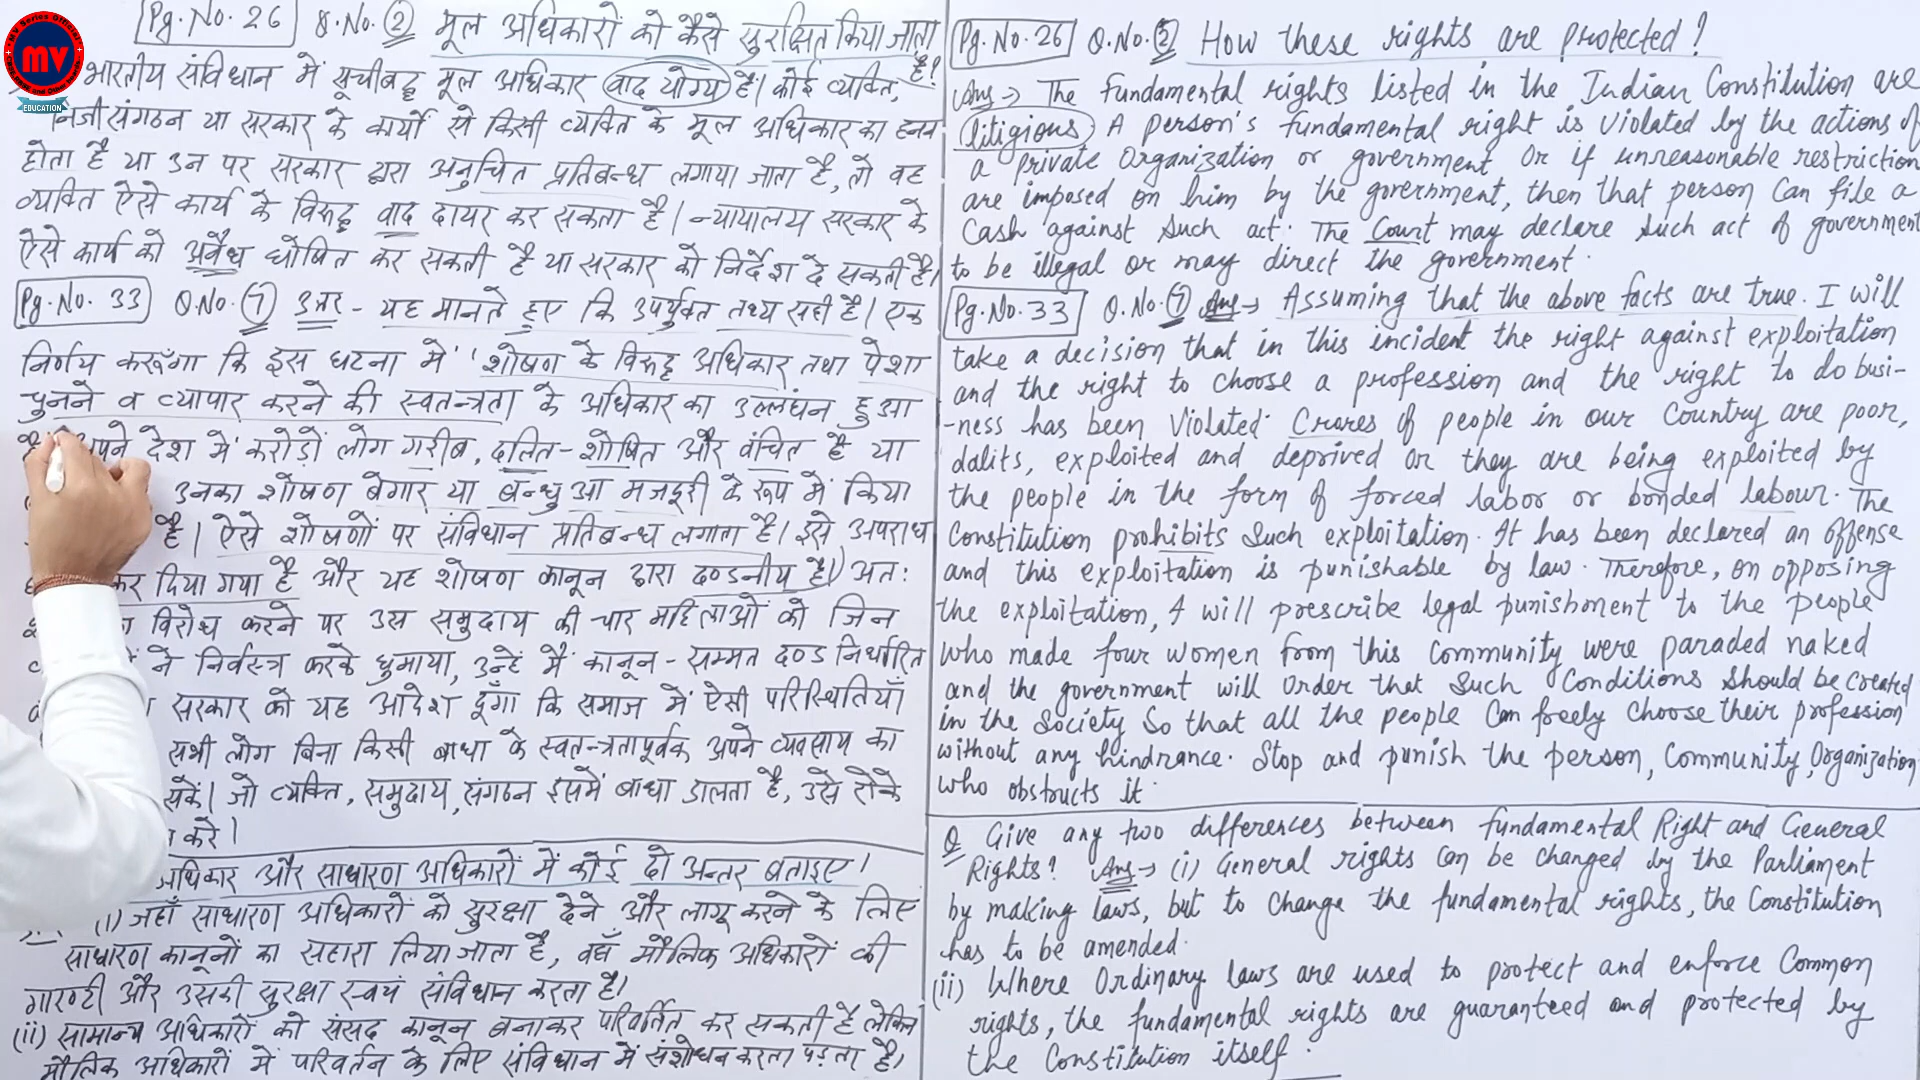 MV Series Official
mv
EDUCATION
Pg. No. 26 Q. No. (2) मूल अधिकारों को कैसे सुरक्षित किया जाता है?
भारतीय संविधान में सूचीबद्ध मूल अधिकार वाद योग्य हैं। कोई व्यक्ति,
निजी संगठन या सरकार के कार्यों से किसी व्यक्ति के मूल अधिकार का हनन
होता है या उन पर सरकार द्वारा अनुचित प्रतिबन्ध लगाया जाता है, तो वह
व्यक्ति ऐसे कार्य के विरुद्ध वाद दायर कर सकता है। न्यायालय सरकार के
ऐसे कार्य को अवैध घोषित कर सकती है या सरकार को निर्देश दे सकती है।
Pg. No. 33 Q.No.(7) उत्तर - यह मानते हुए कि उपर्युक्त तथ्य सही है। एक
निर्णय करूँगा कि इस घटना में 'शोषण के विरुद्ध अधिकार तथा पेशा
चुनने व व्यापार करने की स्वतन्त्रता के अधिकार का उल्लंघन हुआ
अपने देश में करोड़ों लोग गरीब, दलित-शोषित और वंचित है या
उनका शोषण बेगार या बन्धुआ मजदूरी के रूप में किया
है। ऐसे शोषणों पर संविधान प्रतिबन्ध लगाता है। इसे अपराध
कर दिया गया है और यह शोषण कानून द्वारा दण्डनीय है। अतः
विरोध करने पर उस समुदाय की चार महिलाओं को जिन
ने निर्वस्त्र करके घुमाया, उन्हें मैं कानून-सम्मत दण्ड निर्धारित
सरकार को यह आदेश दूँगा कि समाज में ऐसी परिस्थितियाँ
सभी लोग बिना किसी बाधा के स्वतन्त्रतापूर्वक अपने व्यवसाय का
सकें। जो व्यक्ति, समुदाय, संगठन इसमें बाधा डालता है, उसे रोके
करे।
अधिकार और साधारण अधिकारों में कोई दो अन्तर बताइए।
(i) जहाँ साधारण अधिकारों को सुरक्षा देने और लागू करने के लिए
साधारण कानूनों का सहारा लिया जाता है, वहाँ मौलिक अधिकारों की
गारण्टी और उसकी सुरक्षा स्वयं संविधान करता है।
(ii) सामान्य अधिकारों को संसद कानून बनाकर परिवर्तित कर सकती है लेकिन
मौलिक अधिकारों में परिवर्तन के लिए संविधान में संशोधन करना पड़ता है।
Pg. No. 26 Q.No.(2) How these rights are protected?
Ans→ The fundamental rights listed in the Indian Constitution are
litigious A person's fundamental right is violated by the actions of
a private Organization or government Or if unreasonable restriction
are imposed on him by the government, then that person can file a
Cash against such act. The Court may declare such act of government
to be illegal or may direct the government.
Pg. No. 33 Q.No.(7) Ans→ Assuming that the above facts are true. I will
take a decision that in this incident the right against exploitation
and the right to choose a profession and the right to do busi-
-ness has been violated. Crores of people in our Country are poor,
dalits, exploited and deprived or they are being exploited by
the people in the form of forced labor or bonded labour. The
Constitution prohibits such exploitation. It has been declared an offense
and this exploitation is punishable by law. Therefore, on opposing
the exploitation, I will prescribe legal punishment to the people
who made four women from this community were paraded naked
and the government will order that such Conditions should be created
in the Society So that all the people can freely choose their profession
without any hindrance. Stop and punish the person, Community, Organization
who obstructs it.
Q Give any two differences between fundamental Right and General
Rights? Ans→ (i) General rights can be changed by the Parliament
by making laws, but to change the fundamental rights, the Constitution
has to be amended.
(ii) Where Ordinary laws are used to protect and enforce Common
rights, the fundamental rights are guaranteed and protected by
the Constitution itself.